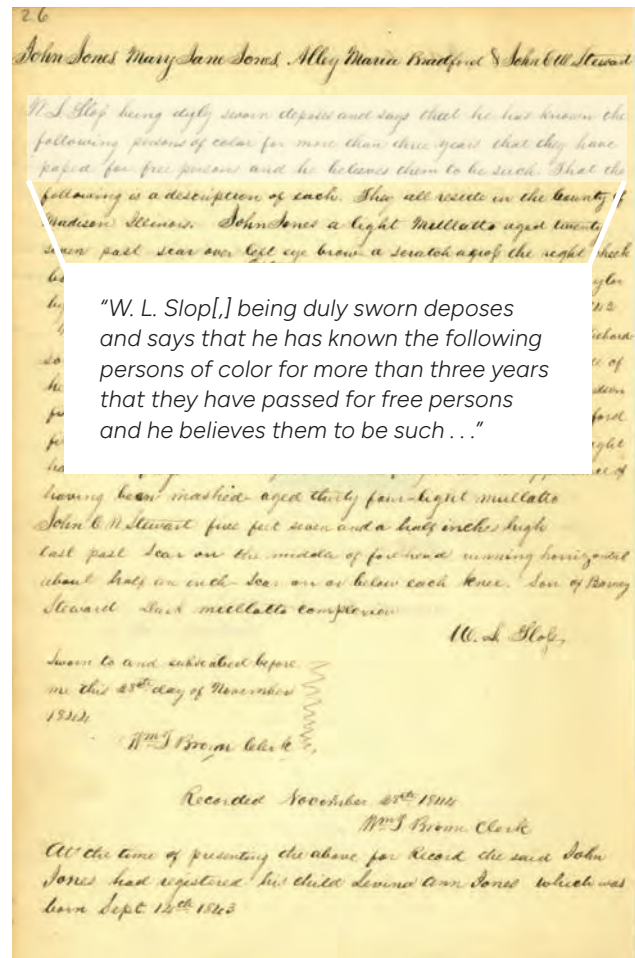 26
John Jones Mary Jane Jones Alley Maria Bradford & John C W Steward
W L Slop being duly sworn deposes and says that he has known the
following persons of color for more than three years that they have
passed for free persons and he believes them to be such. That the
following is a description of each. They all reside in the County of
Madison Illinois. John Jones a light Mullatto aged twenty
seven past scar over left eye brow a scratch across the right cheek
“W. L. Slop[,] being duly sworn deposes
and says that he has known the following
persons of color for more than three years
that they have passed for free persons
and he believes them to be such . . .”
having been mashed aged thirty four light mullatto
John C W Stewart five feet seven and a half inches high
last past scar on the middle of forehead running horizontal
about half an inch scar on or below each knee. Son of Barney
Steward Dark mullatto complexion
W. L. Slop,
Sworn to and subscribed before
me this 28th day of November
1844
Wm T Brown Clerk
Recorded November 28th 1844
Wm T Brown Clerk
At the time of presenting the above for Record the said John
Jones had registered his child Levina Ann Jones which was
born Sept 14th 1843